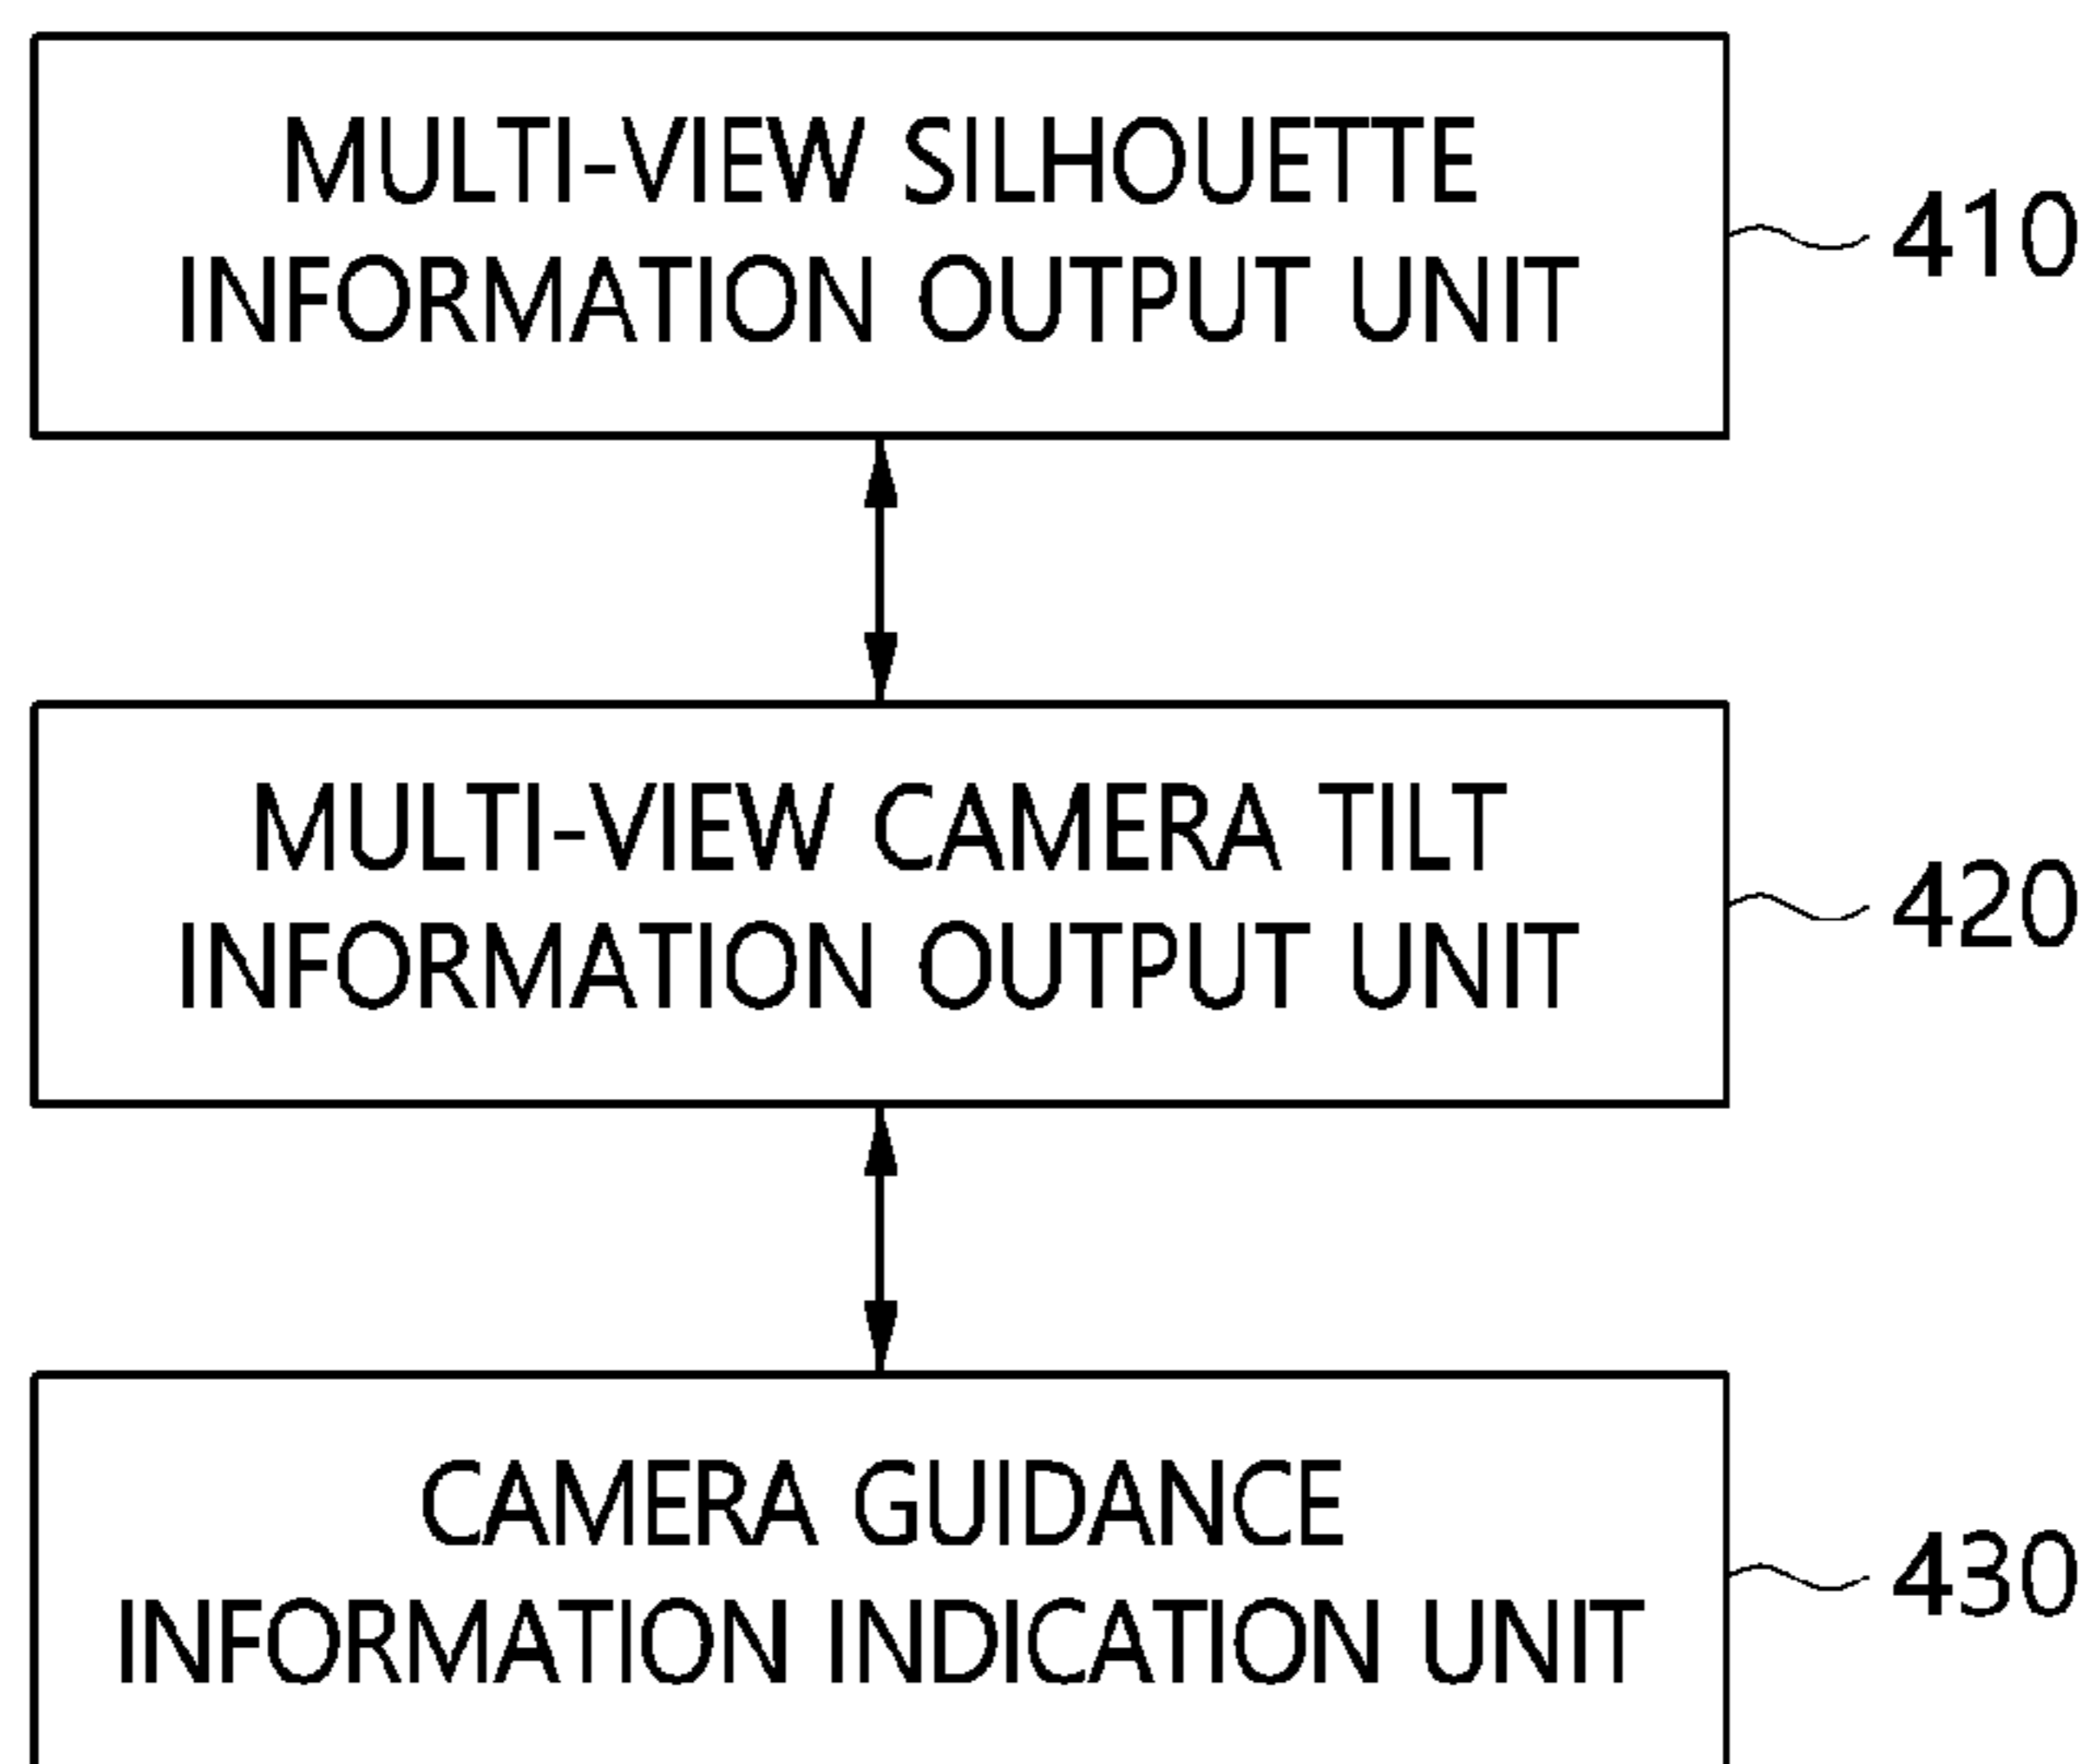 MULTI-VIEW SILHOUETTE
INFORMATION OUTPUT UNIT
410
MULTI-VIEW CAMERA TILT
INFORMATION OUTPUT UNIT
420
CAMERA GUIDANCE
INFORMATION INDICATION UNIT
430